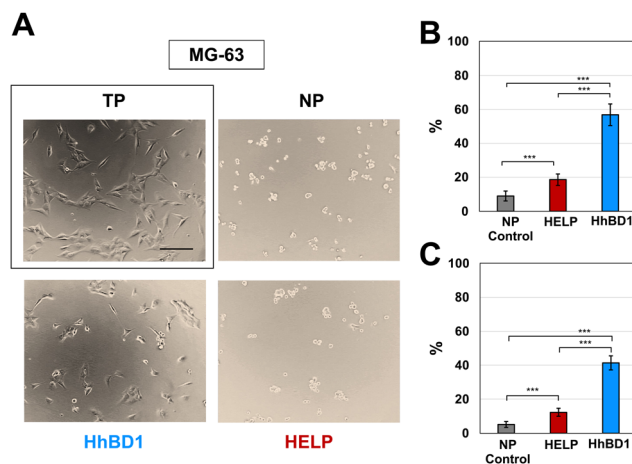 A
MG-63
TP
NP
HhBD1
HELP
B
100
80
60
40
20
0
%
***
***
***
NP
Control
HELP
HhBD1
C
100
80
60
40
20
0
%
***
***
***
NP
Control
HELP
HhBD1